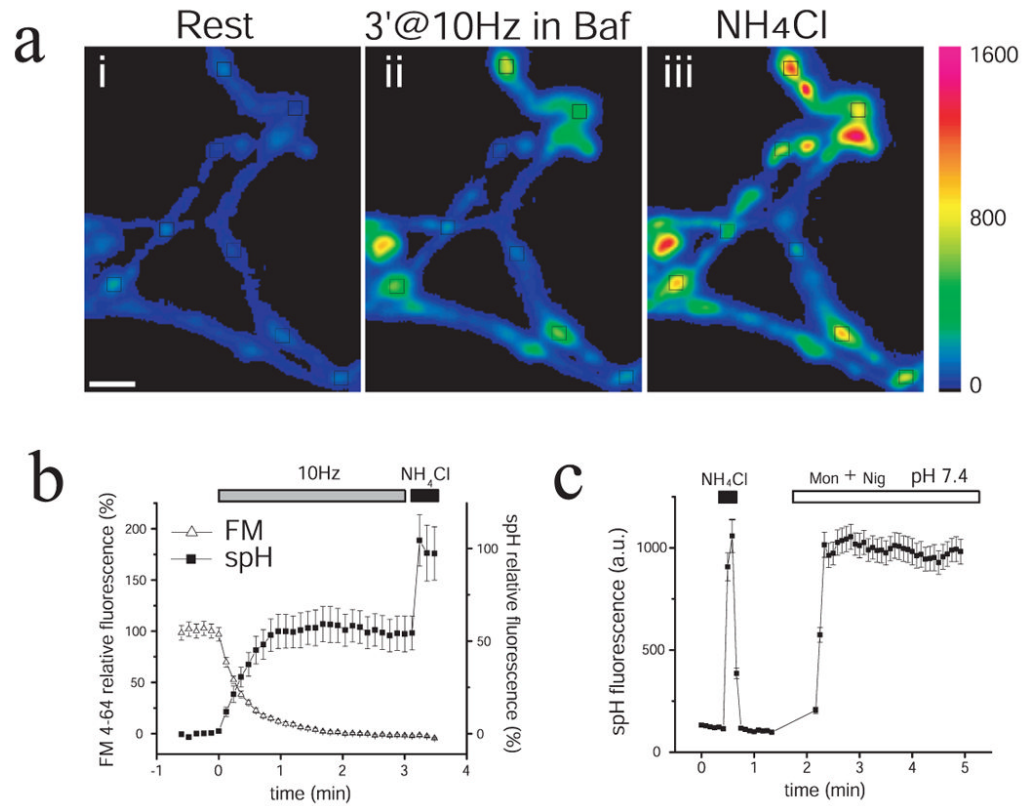 a
Rest 3'@10Hz in Baf NH4Cl
i ii iii
1600
800
0
b
10Hz NH4Cl
FM 4-64 relative fluorescence (%)
200
150
100
50
0
FM
spH
100
50
0
spH relative fluorescence (%)
-1 0 1 2 3 4
time (min)
c
NH4Cl Mon + Nig pH 7.4
spH fluorescence (a.u.)
1000
500
0
0 1 2 3 4 5
time (min)